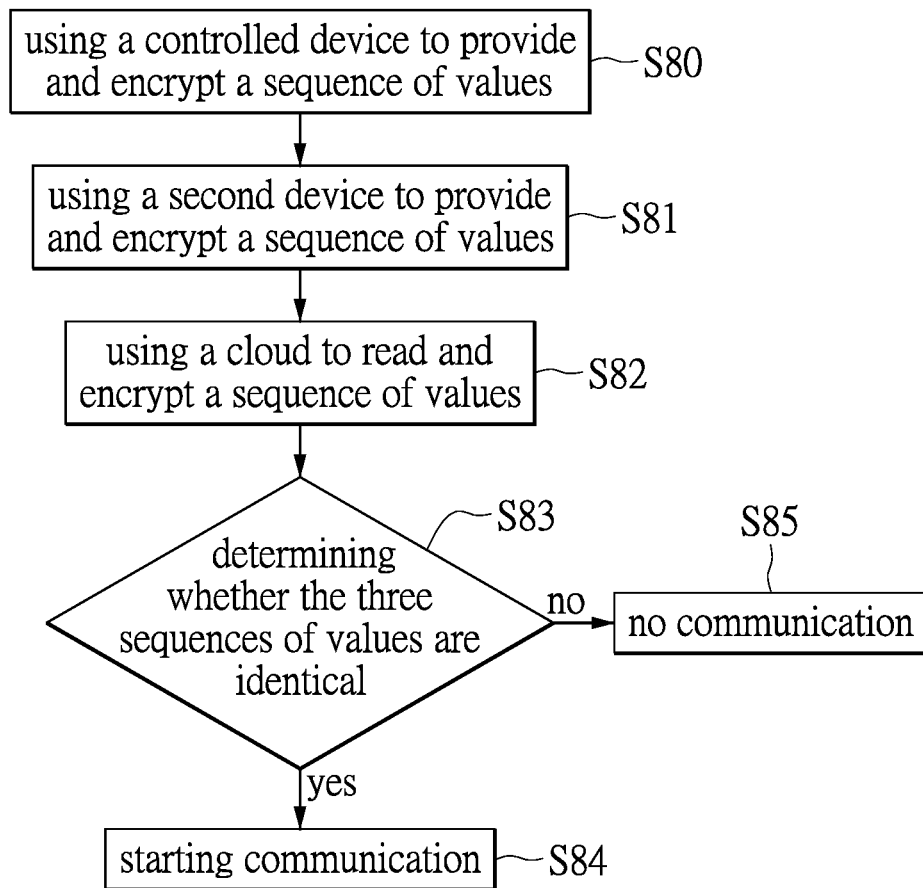 using a controlled device to provide
and encrypt a sequence of values
S80
using a second device to provide
and encrypt a sequence of values
S81
using a cloud to read and
encrypt a sequence of values
S82
S83
determining
whether the three
sequences of values are
identical
no
S85
no communication
yes
starting communication
S84